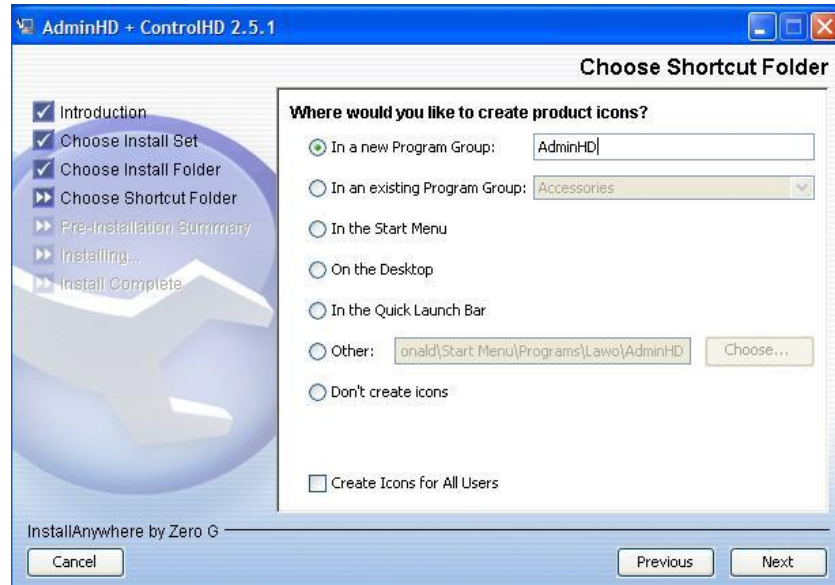 AdminHD + ControlHD 2.5.1
Choose Shortcut Folder
Introduction
Choose Install Set
Choose Install Folder
Choose Shortcut Folder
Pre-Installation Summary
Installing...
Install Complete
Where would you like to create product icons?
In a new Program Group: AdminHD
In an existing Program Group: Accessories
In the Start Menu
On the Desktop
In the Quick Launch Bar
Other: onald\Start Menu\Programs\Lawo\AdminHD Choose...
Don't create icons
Create Icons for All Users
InstallAnywhere by Zero G
Cancel Previous Next